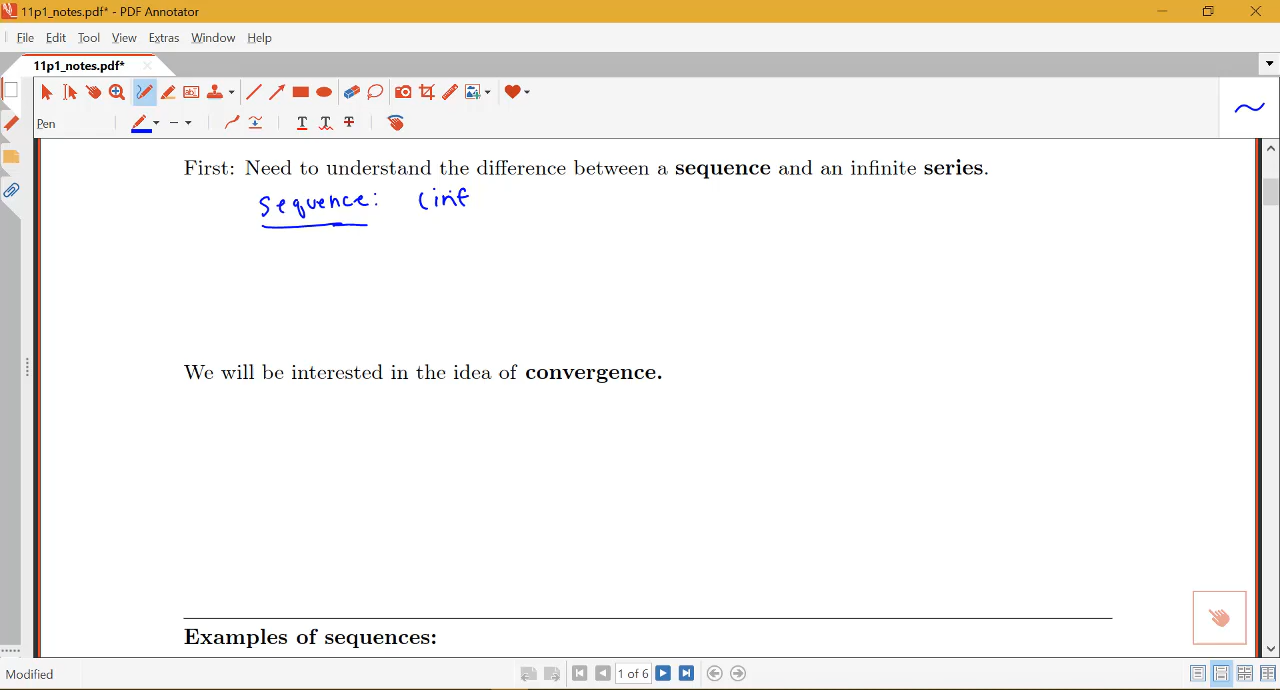 11p1_notes.pdf* - PDF Annotator
File Edit Tool View Extras Window Help
11p1_notes.pdf*
Pen
First: Need to understand the difference between a sequence and an infinite series.
sequence: (inf
We will be interested in the idea of convergence.
Examples of sequences:
Modified
1 of 6